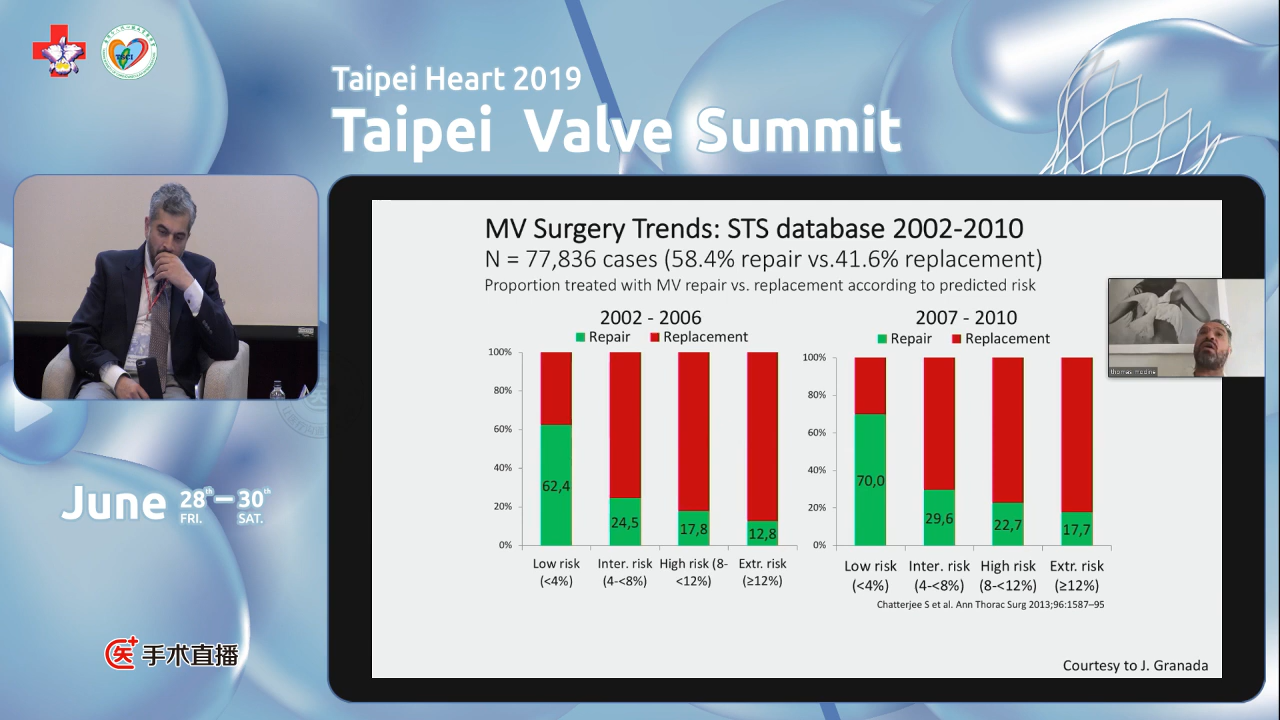 Taipei Heart 2019
Taipei Valve Summit
MV Surgery Trends: STS database 2002-2010
N = 77,836 cases (58.4% repair vs.41.6% replacement)
Proportion treated with MV repair vs. replacement according to predicted risk
2002 - 2006
Repair Replacement
100%
80%
60%
40%
20%
0%
62,4
24,5
17,8
12,8
Low risk (<4%)
Inter. risk (4-<8%)
High risk (8-<12%)
Extr. risk (≥12%)
2007 - 2010
Repair Replacement
100%
80%
60%
40%
20%
0%
70,0
29,6
22,7
17,7
Low risk (<4%)
Inter. risk (4-<8%)
High risk (8-<12%)
Extr. risk (≥12%)
Chatterjee S et al. Ann Thorac Surg 2013;96:1587–95
Courtesy to J. Granada
June 28th – 30th
FRI. SAT.
手术直播